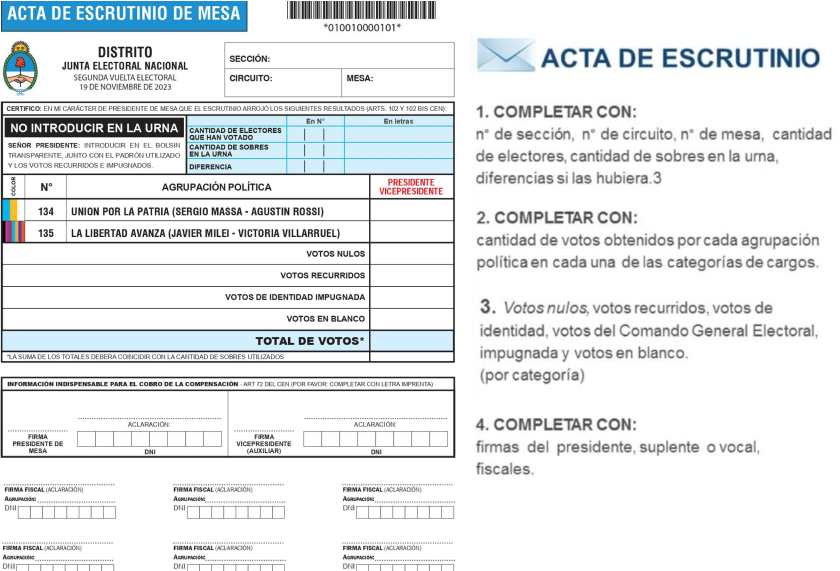 ACTA DE ESCRUTINIO DE MESA
*010010000101*
DISTRITO
JUNTA ELECTORAL NACIONAL
SEGUNDA VUELTA ELECTORAL
19 DE NOVIEMBRE DE 2023
SECCIÓN:
CIRCUITO:
MESA:
CERTIFICO: EN MI CARÁCTER DE PRESIDENTE DE MESA QUE EL ESCRUTINIO ARROJÓ LOS SIGUIENTES RESULTADOS (ARTS. 102 Y 102 BIS CEN):
NO INTRODUCIR EN LA URNA
SEÑOR PRESIDENTE: INTRODUCIR EN EL BOLSIN
TRANSPARENTE, JUNTO CON EL PADRÓN UTILIZADO
Y LOS VOTOS RECURRIDOS E IMPUGNADOS.
En N°
En letras
CANTIDAD DE ELECTORES
QUE HAN VOTADO
CANTIDAD DE SOBRES
EN LA URNA
DIFERENCIA
COLOR
N°
AGRUPACIÓN POLÍTICA
PRESIDENTE
VICEPRESIDENTE
134 UNION POR LA PATRIA (SERGIO MASSA - AGUSTIN ROSSI)
135 LA LIBERTAD AVANZA (JAVIER MILEI - VICTORIA VILLARRUEL)
VOTOS NULOS
VOTOS RECURRIDOS
VOTOS DE IDENTIDAD IMPUGNADA
VOTOS EN BLANCO
TOTAL DE VOTOS*
*LA SUMA DE LOS TOTALES DEBERA COINCIDIR CON LA CANTIDAD DE SOBRES UTILIZADOS
INFORMACIÓN INDISPENSABLE PARA EL COBRO DE LA COMPENSACIÓN - ART 72 DEL CEN (POR FAVOR: COMPLETAR CON LETRA IMPRENTA)
ACLARACIÓN:
FIRMA
PRESIDENTE DE
MESA
DNI
ACLARACIÓN:
FIRMA
VICEPRESIDENTE
(AUXILIAR)
DNI
FIRMA FISCAL (ACLARACIÓN)
AGRUPACIÓN:
DNI
FIRMA FISCAL (ACLARACIÓN)
AGRUPACIÓN:
DNI
FIRMA FISCAL (ACLARACIÓN)
AGRUPACIÓN:
DNI
FIRMA FISCAL (ACLARACIÓN)
AGRUPACIÓN:
DNI
FIRMA FISCAL (ACLARACIÓN)
AGRUPACIÓN:
DNI
FIRMA FISCAL (ACLARACIÓN)
AGRUPACIÓN:
DNI
ACTA DE ESCRUTINIO
1. COMPLETAR CON:
n° de sección, n° de circuito, n° de mesa, cantidad
de electores, cantidad de sobres en la urna,
diferencias si las hubiera.3
2. COMPLETAR CON:
cantidad de votos obtenidos por cada agrupación
política en cada una de las categorías de cargos.
3. Votos nulos, votos recurridos, votos de
identidad, votos del Comando General Electoral,
impugnada y votos en blanco.
(por categoría)
4. COMPLETAR CON:
firmas del presidente, suplente o vocal,
fiscales.